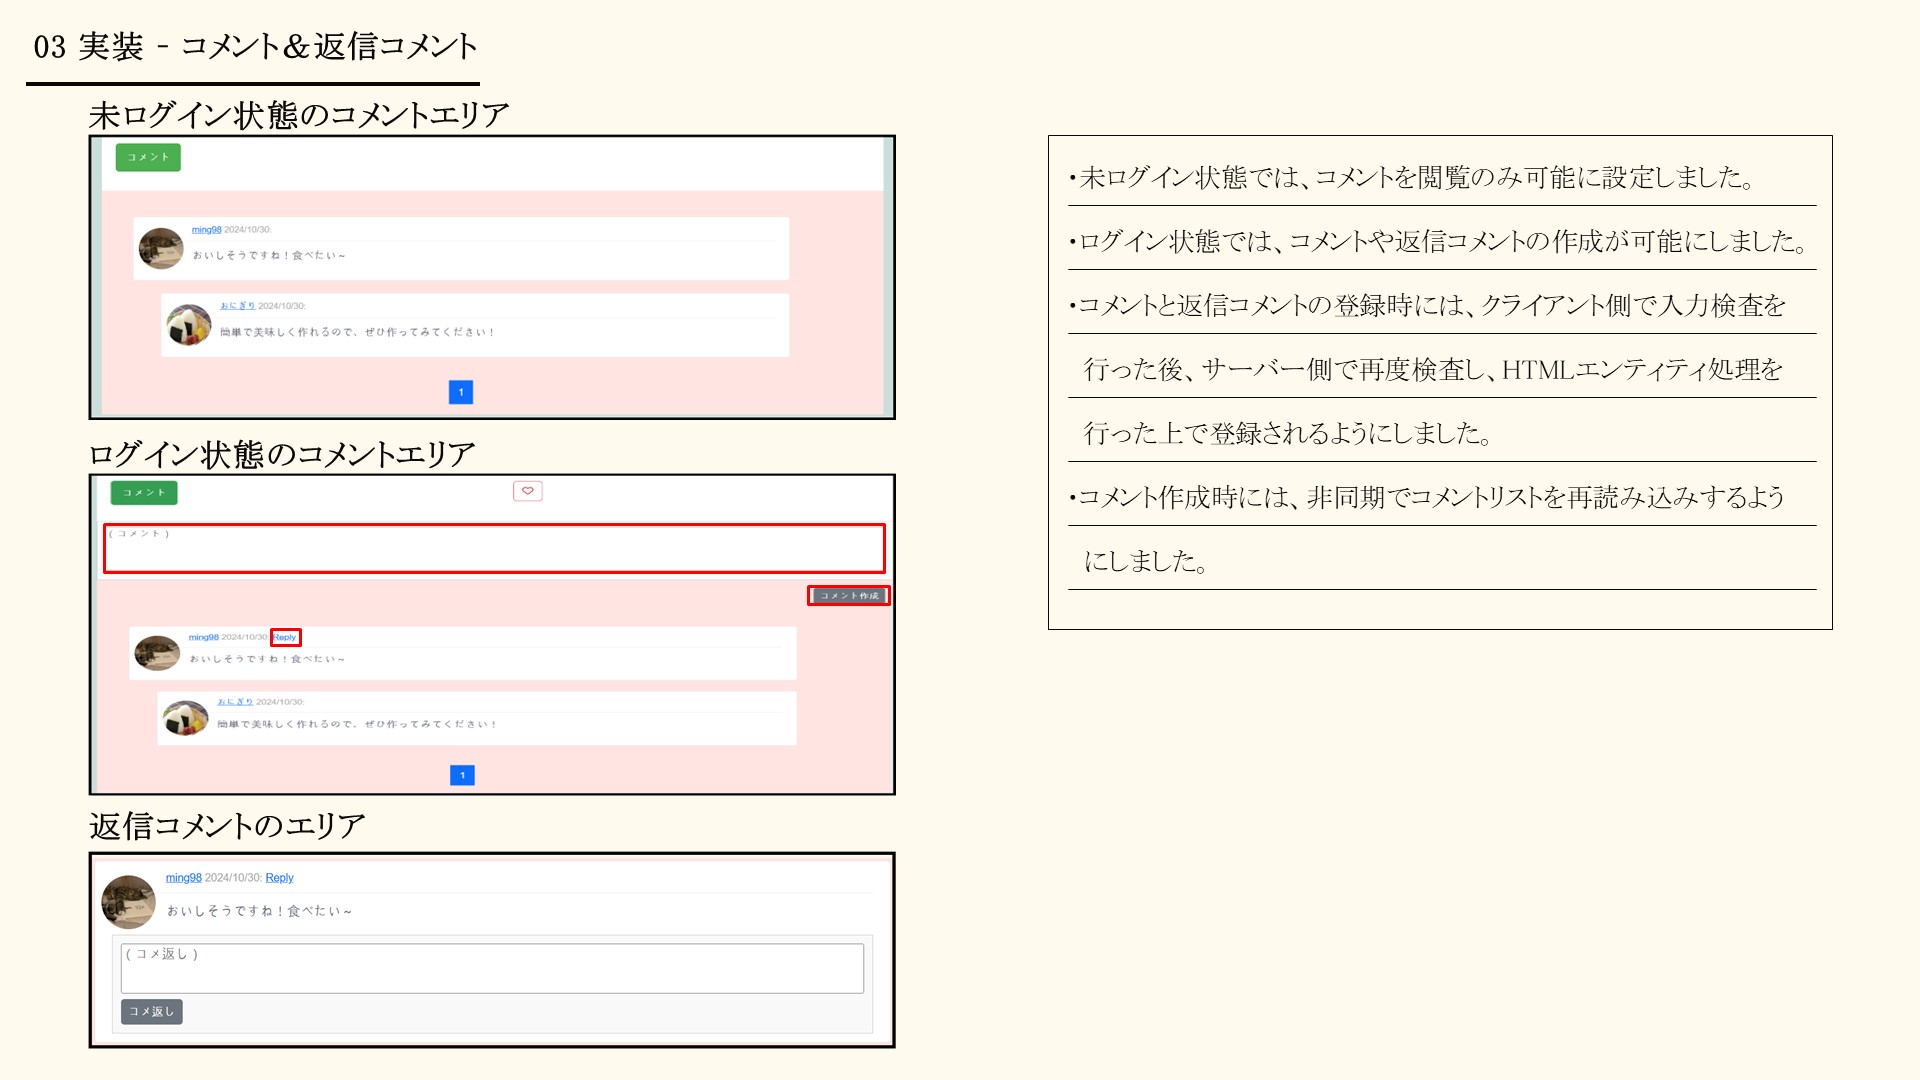 03 実装 - コメント＆返信コメント
未ログイン状態のコメントエリア
コメント
ming98 2024/10/30:
おいしそうですね！食べたい～
おにぎり 2024/10/30:
簡単で美味しく作れるので、ぜひ作ってみてください！
1
ログイン状態のコメントエリア
コメント
( コメント )
コメント作成
ming98 2024/10/30: Reply
おいしそうですね！食べたい～
おにぎり 2024/10/30:
簡単で美味しく作れるので、ぜひ作ってみてください！
1
返信コメントのエリア
ming98 2024/10/30: Reply
おいしそうですね！食べたい～
( コメ返し )
コメ返し
・未ログイン状態では、コメントを閲覧のみ可能に設定しました。
・ログイン状態では、コメントや返信コメントの作成が可能にしました。
・コメントと返信コメントの登録時には、クライアント側で入力検査を
行った後、サーバー側で再度検査し、HTMLエンティティ処理を
行った上で登録されるようにしました。
・コメント作成時には、非同期でコメントリストを再読み込みするよう
にしました。